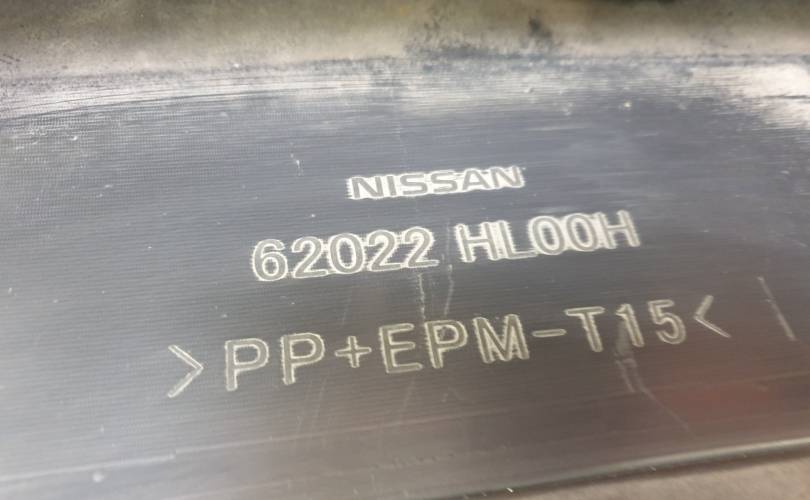 NISSAN
62022 HL00H
>PP+EPM-T15<